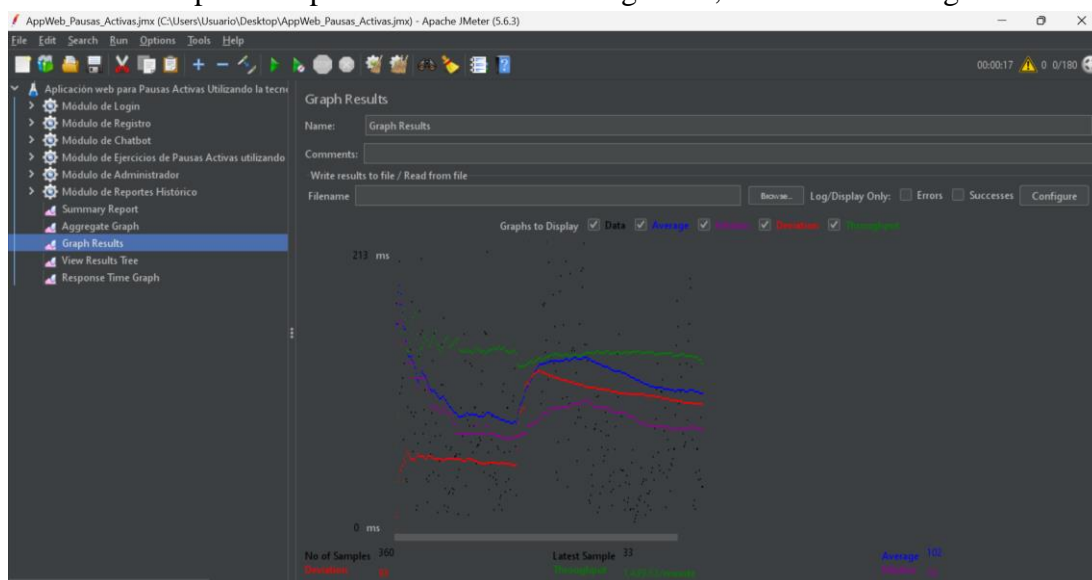 AppWeb_Pausas_Activas.jmx (C:\Users\Usuario\Desktop\AppWeb_Pausas_Activas.jmx) - Apache JMeter (5.6.3)
File Edit Search Run Options Tools Help
00:00:17 0 0/180
Aplicación web para Pausas Activas Utilizando la tecn
Módulo de Login
Módulo de Registro
Módulo de Chatbot
Módulo de Ejercicios de Pausas Activas utilizando
Módulo de Administrador
Módulo de Reportes Histórico
Summary Report
Aggregate Graph
Graph Results
View Results Tree
Response Time Graph
Graph Results
Name: Graph Results
Comments:
Write results to file / Read from file
Filename Browse... Log/Display Only: Errors Successes Configure
Graphs to Display Data Average Median Deviation Throughput
213 ms
0 ms
No of Samples 360 Latest Sample 33 Average 102
Deviation Throughput Median